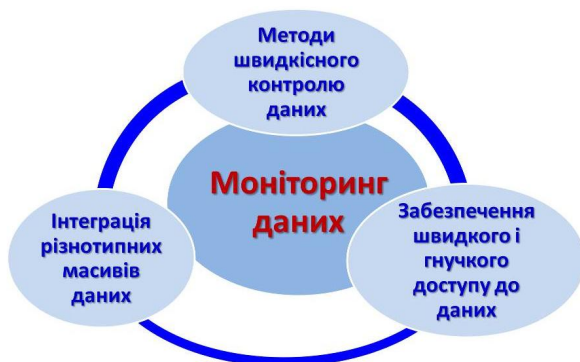 Методи
швидкісного
контролю
даних
Моніторинг
даних
Інтеграція
різнотипних
масивів
даних
Забезпечення
швидкого і
гнучкого
доступу до
даних